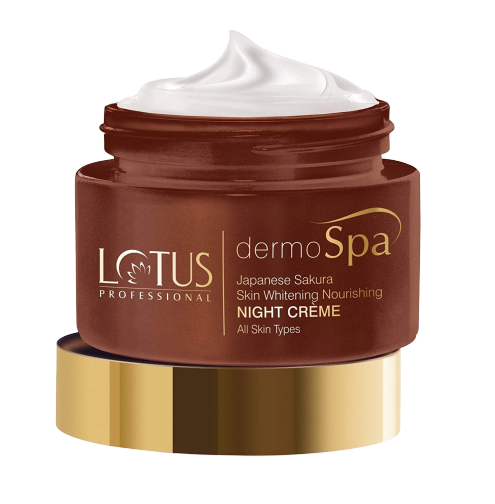 LOTUS
PROFESSIONAL
dermoSpa
Japanese Sakura
Skin Whitening Nourishing
NIGHT CRÈME
All Skin Types